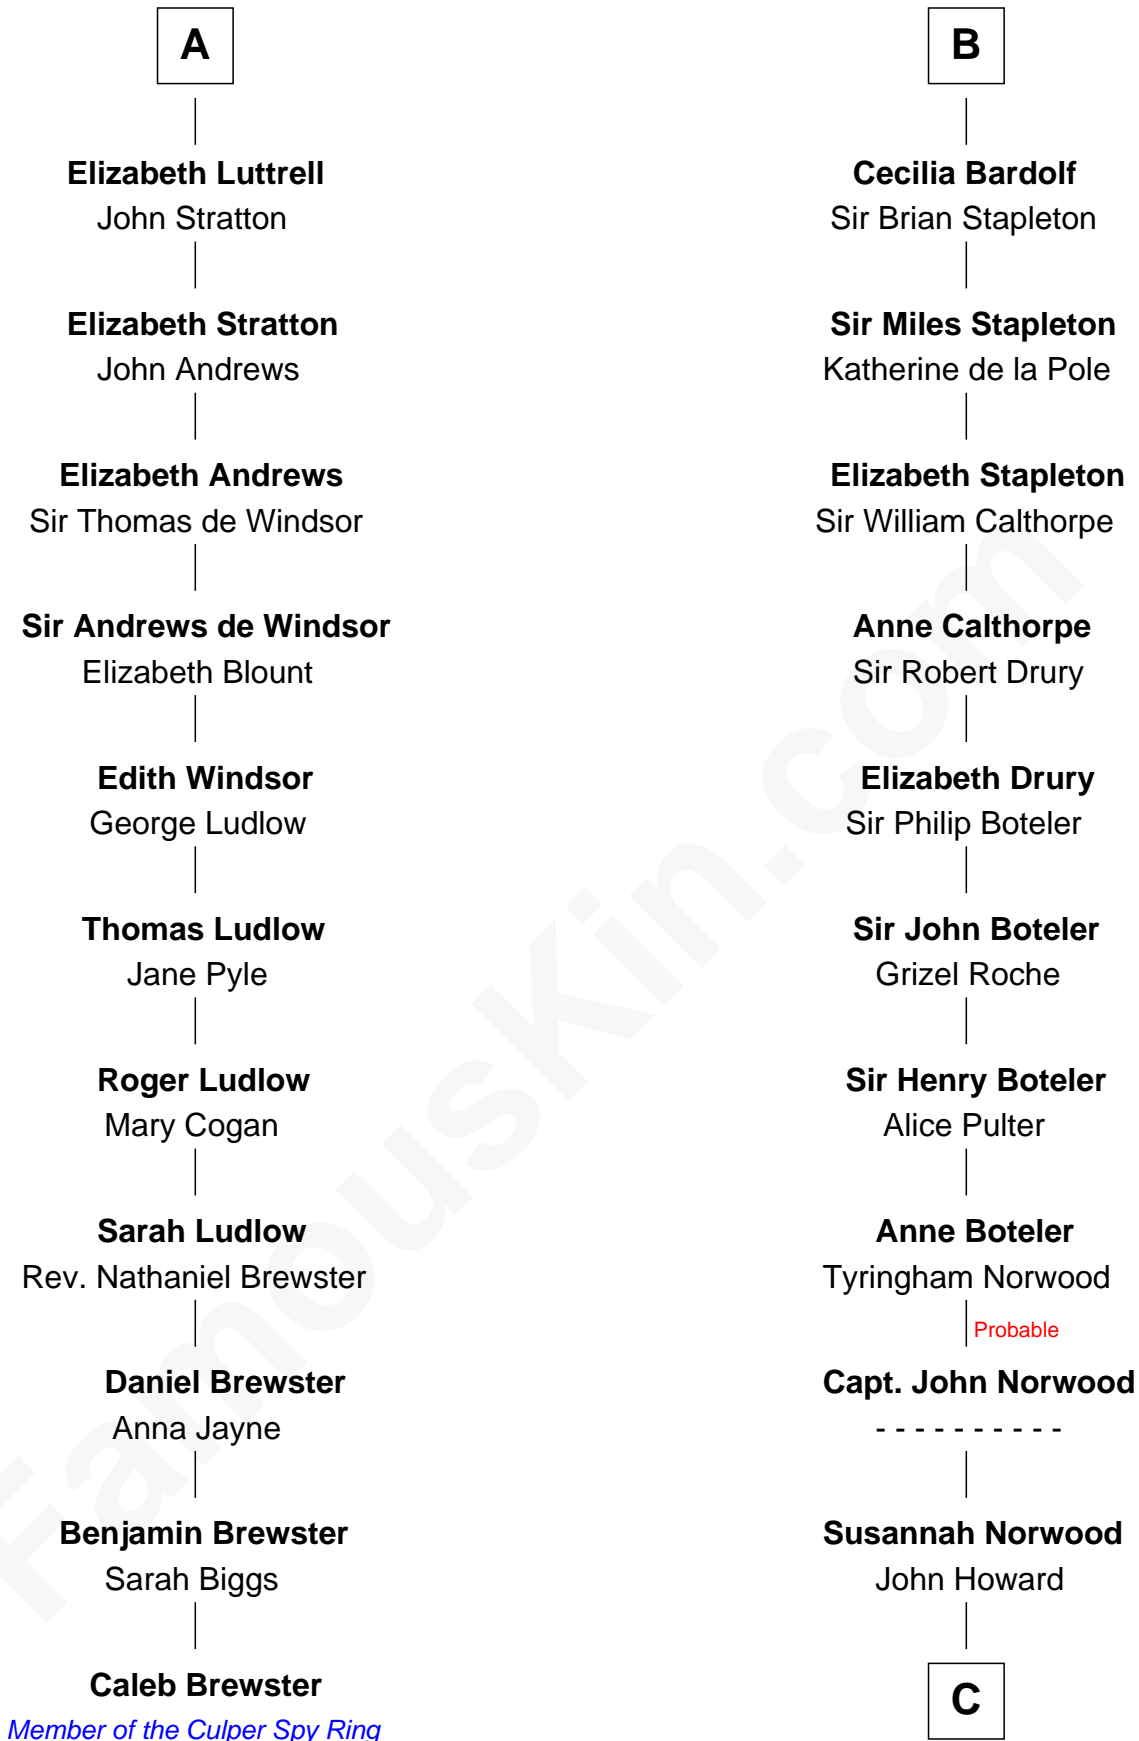 A
Elizabeth Luttrell
John Stratton
Elizabeth Stratton
John Andrews
Elizabeth Andrews
Sir Thomas de Windsor
Sir Andrews de Windsor
Elizabeth Blount
Edith Windsor
George Ludlow
Thomas Ludlow
Jane Pyle
Roger Ludlow
Mary Cogan
Sarah Ludlow
Rev. Nathaniel Brewster
Daniel Brewster
Anna Jayne
Benjamin Brewster
Sarah Biggs
Caleb Brewster
Member of the Culper Spy Ring
B
Cecilia Bardolf
Sir Brian Stapleton
Sir Miles Stapleton
Katherine de la Pole
Elizabeth Stapleton
Sir William Calthorpe
Anne Calthorpe
Sir Robert Drury
Elizabeth Drury
Sir Philip Boteler
Sir John Boteler
Grizel Roche
Sir Henry Boteler
Alice Pulter
Anne Boteler
Tyringham Norwood
Probable
Capt. John Norwood
- - - - - - - - - -
Susannah Norwood
John Howard
C
FamousKin.com